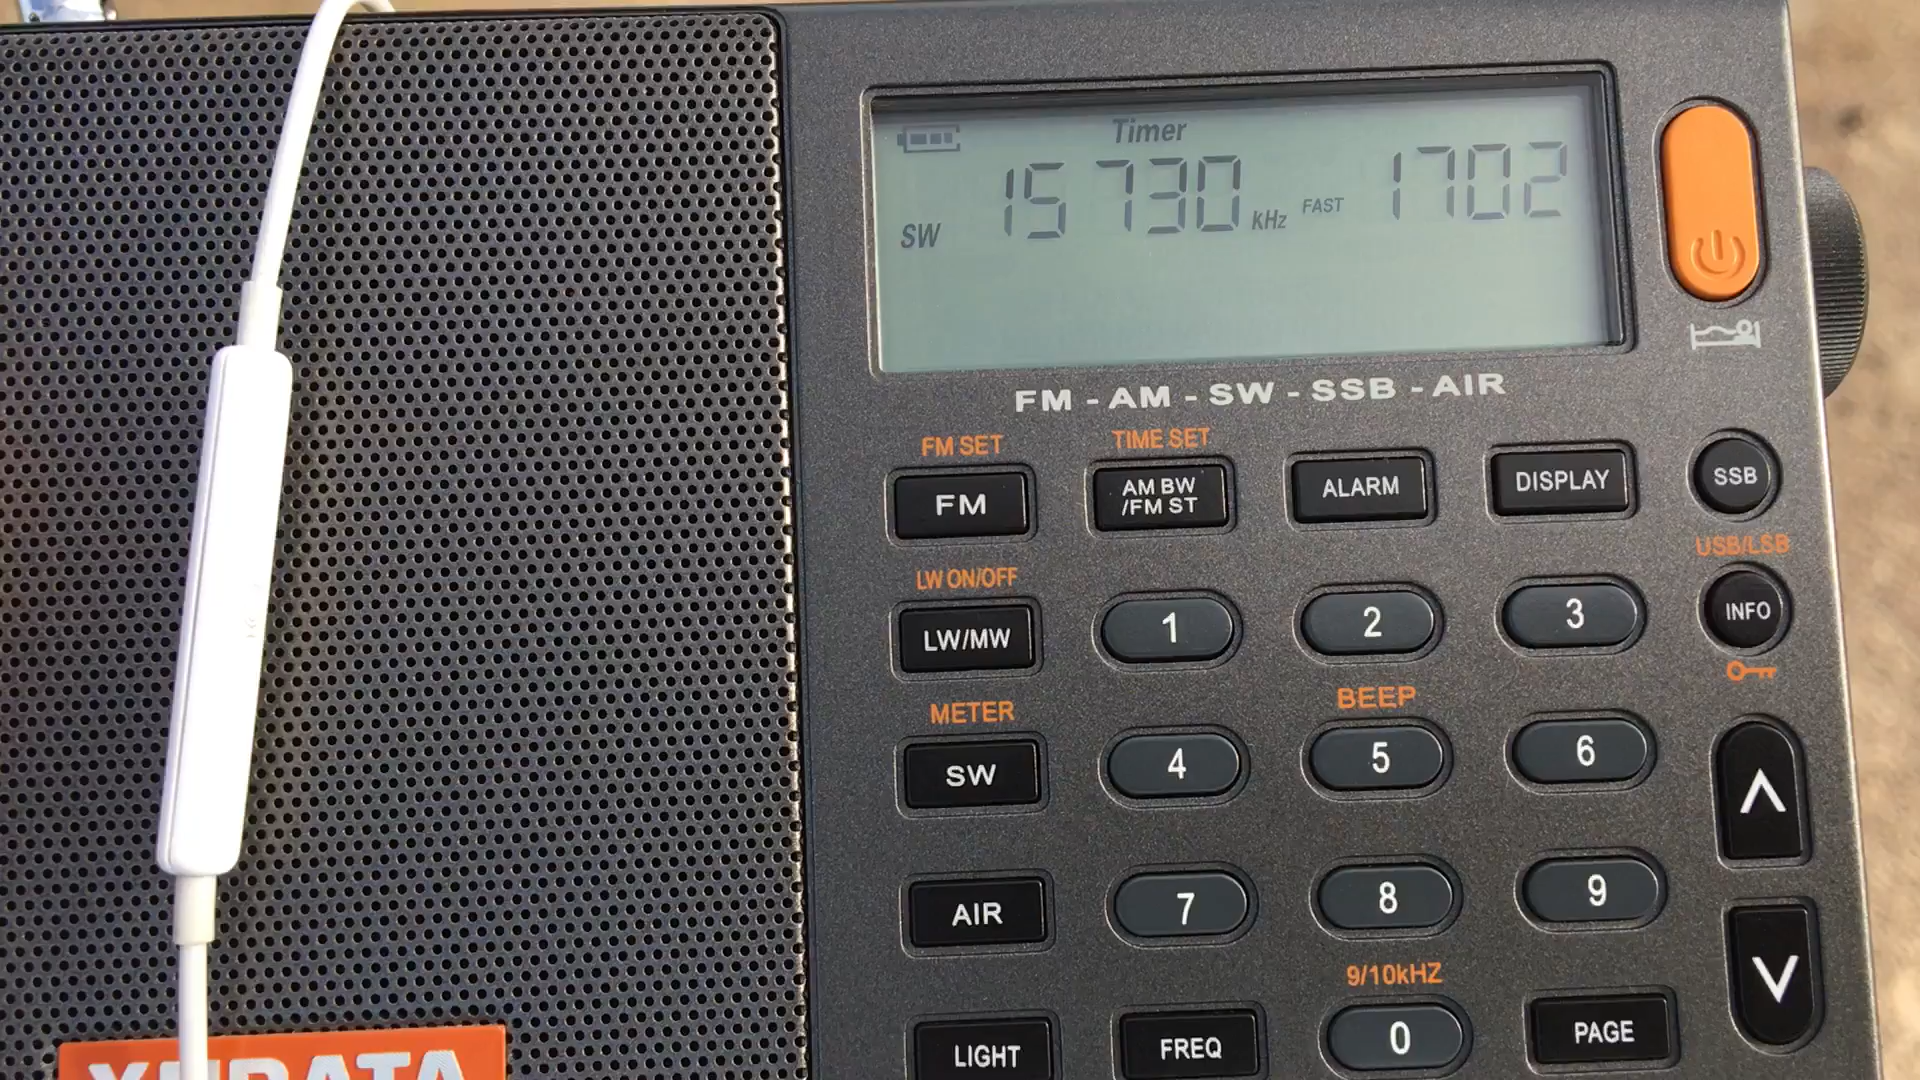 Timer
SW 15730 kHz FAST 1702
FM - AM - SW - SSB - AIR
FM SET TIME SET
FM AM BW /FM ST ALARM DISPLAY SSB
USB/LSB
LW ON/OFF
LW/MW 1 2 3 INFO
METER BEEP
SW 4 5 6
AIR 7 8 9
9/10kHZ
LIGHT FREQ 0 PAGE